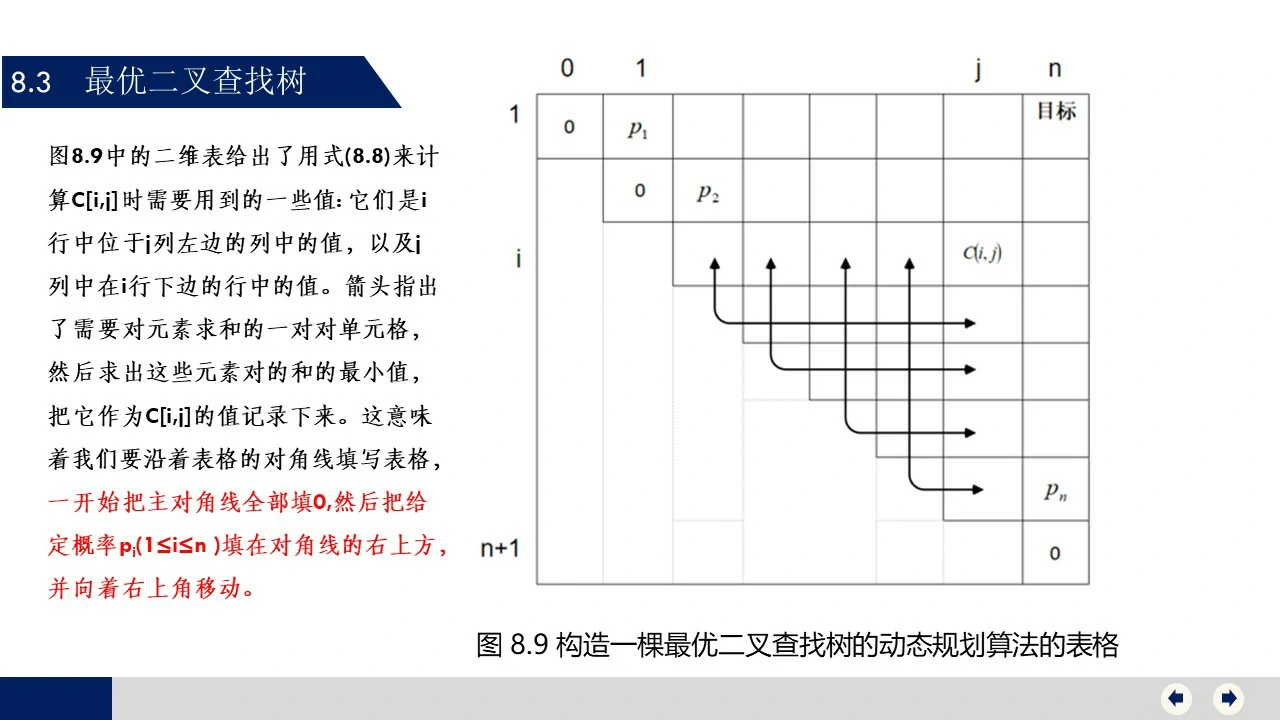 8.3 最优二叉查找树
图8.9中的二维表给出了用式(8.8)来计
算C[i,j]时需要用到的一些值：它们是i
行中位于j列左边的列中的值，以及j
列中在i行下边的行中的值。箭头指出
了需要对元素求和的一对对单元格，
然后求出这些元素对的和的最小值，
把它作为C[i,j]的值记录下来。这意味
着我们要沿着表格的对角线填写表格，
一开始把主对角线全部填0,然后把给
定概率pi(1≤i≤n )填在对角线的右上方，
并向着右上角移动。
0 1 j n
1 0 p1 目标
0 p2
i C(i, j)
pn
n+1 0
图 8.9 构造一棵最优二叉查找树的动态规划算法的表格